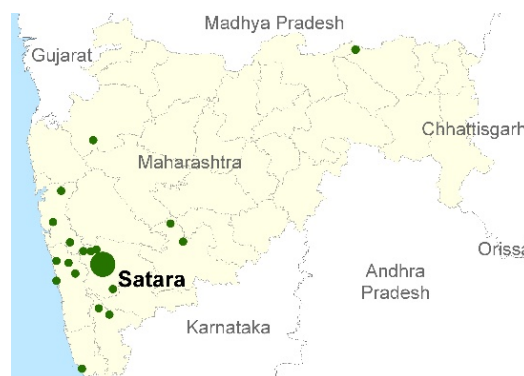 Madhya Pradesh
Gujarat
Chhattisgarh
Maharashtra
Orissa
Satara
Andhra
Pradesh
Karnataka